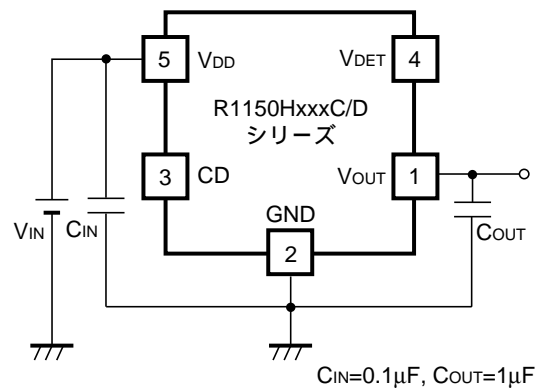 5 VDD VDET 4
R1150HxxxC/D
シリーズ
3 CD VOUT 1
GND
VIN CIN 2 COUT
CIN=0.1μF, COUT=1μF